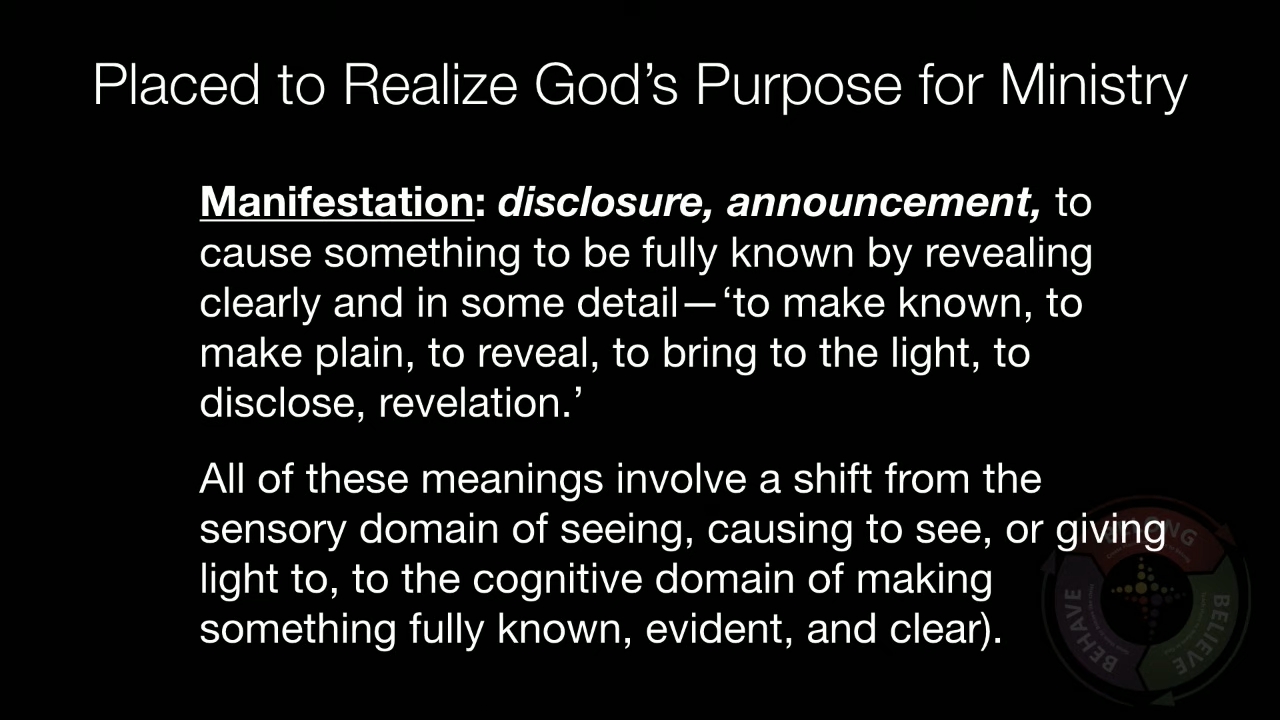 Placed to Realize God’s Purpose for Ministry
Manifestation: disclosure, announcement, to
cause something to be fully known by revealing
clearly and in some detail—‘to make known, to
make plain, to reveal, to bring to the light, to
disclose, revelation.’
All of these meanings involve a shift from the
sensory domain of seeing, causing to see, or giving
light to, to the cognitive domain of making
something fully known, evident, and clear).
BELIEVE
BEHAVE